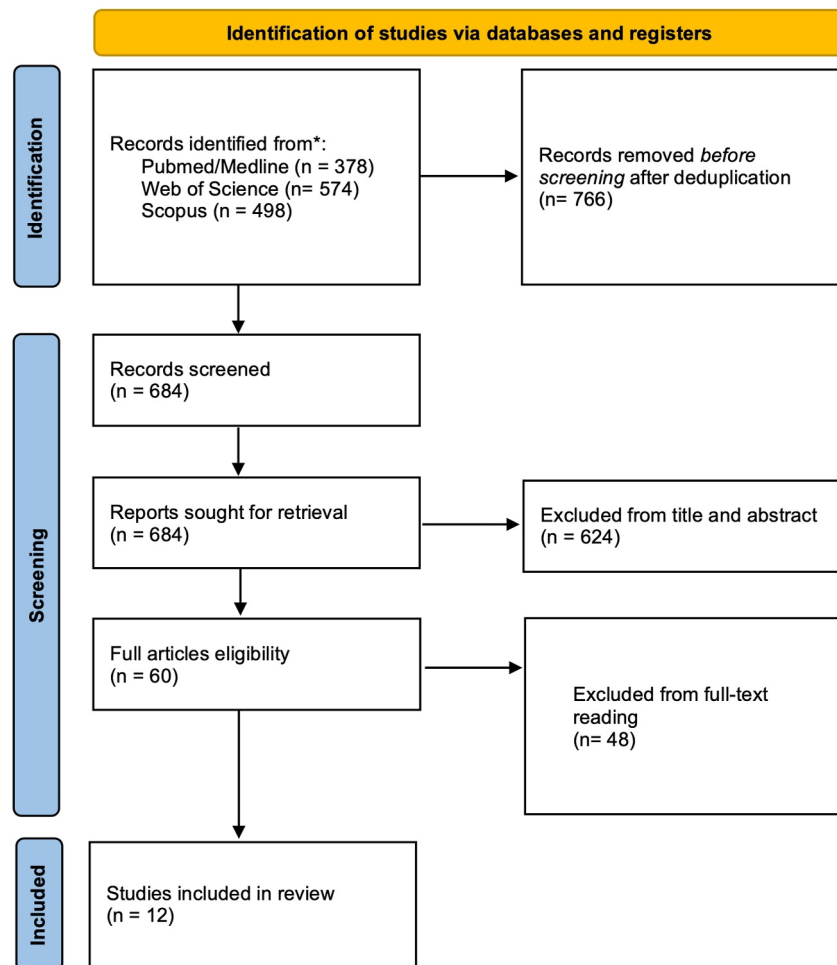 Identification of studies via databases and registers
Identification
Records identified from*:
Pubmed/Medline (n = 378)
Web of Science (n= 574)
Scopus (n = 498)
Records removed before
screening after deduplication
(n= 766)
Screening
Records screened
(n = 684)
Reports sought for retrieval
(n = 684)
Excluded from title and abstract
(n = 624)
Full articles eligibility
(n = 60)
Excluded from full-text
reading
(n= 48)
Included
Studies included in review
(n = 12)